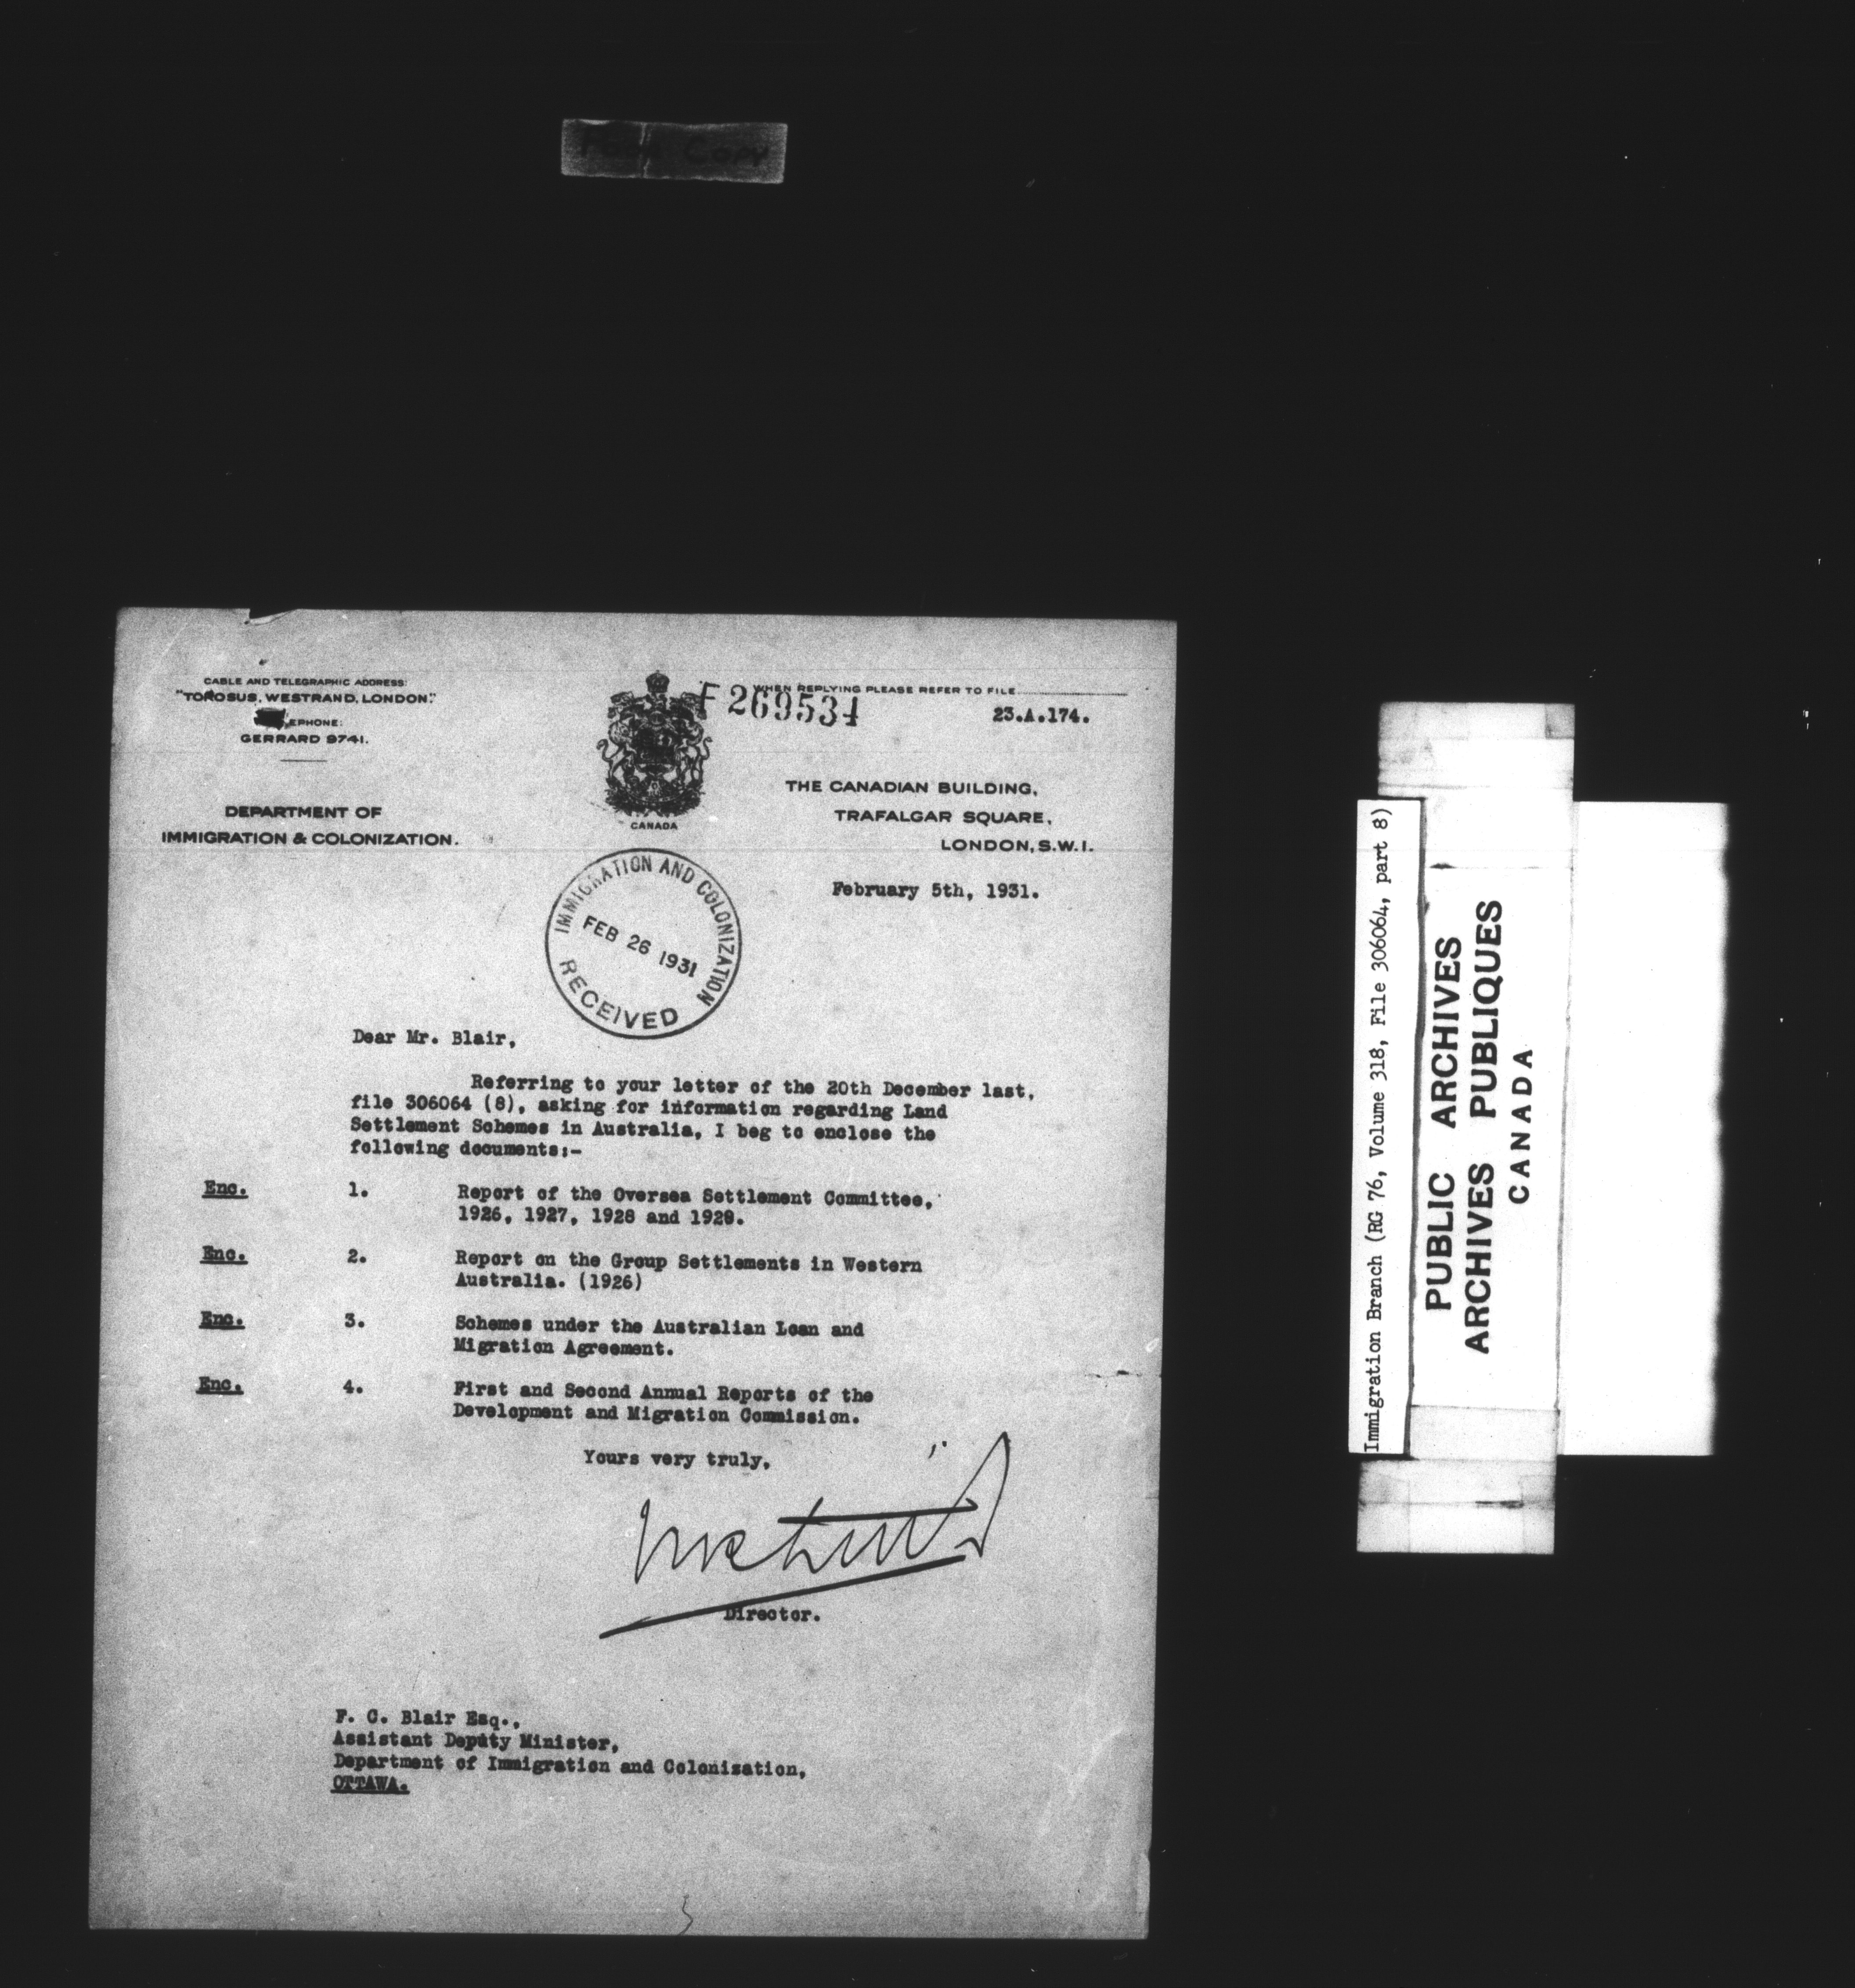 Poor Copy
CABLE AND TELEGRAPHIC ADDRESS:
"TOROSUS, WESTRAND, LONDON."
EPHONE:
GERRARD 9741.
DEPARTMENT OF
IMMIGRATION & COLONIZATION.
CANADA
F 269534
WHEN REPLYING PLEASE REFER TO FILE
23.A.174.
THE CANADIAN BUILDING,
TRAFALGAR SQUARE,
LONDON, S.W.1.
February 5th, 1931.
IMMIGRATION AND COLONIZATION
FEB 26 1931
RECEIVED
Dear Mr. Blair,
Referring to your letter of the 20th December last,
file 306064 (8), asking for information regarding Land
Settlement Schemes in Australia, I beg to enclose the
following documents:-
Enc. 1. Report of the Oversea Settlement Committee,
1926, 1927, 1928 and 1929.
Enc. 2. Report on the Group Settlements in Western
Australia. (1926)
Enc. 3. Schemes under the Australian Loan and
Migration Agreement.
Enc. 4. First and Second Annual Reports of the
Development and Migration Commission.
Yours very truly,
Director.
F. C. Blair Esq.,
Assistant Deputy Minister,
Department of Immigration and Colonization,
OTTAWA.
Immigration Branch (RG 76, Volume 318, File 306064, part 8)
PUBLIC ARCHIVES
ARCHIVES PUBLIQUES
CANADA